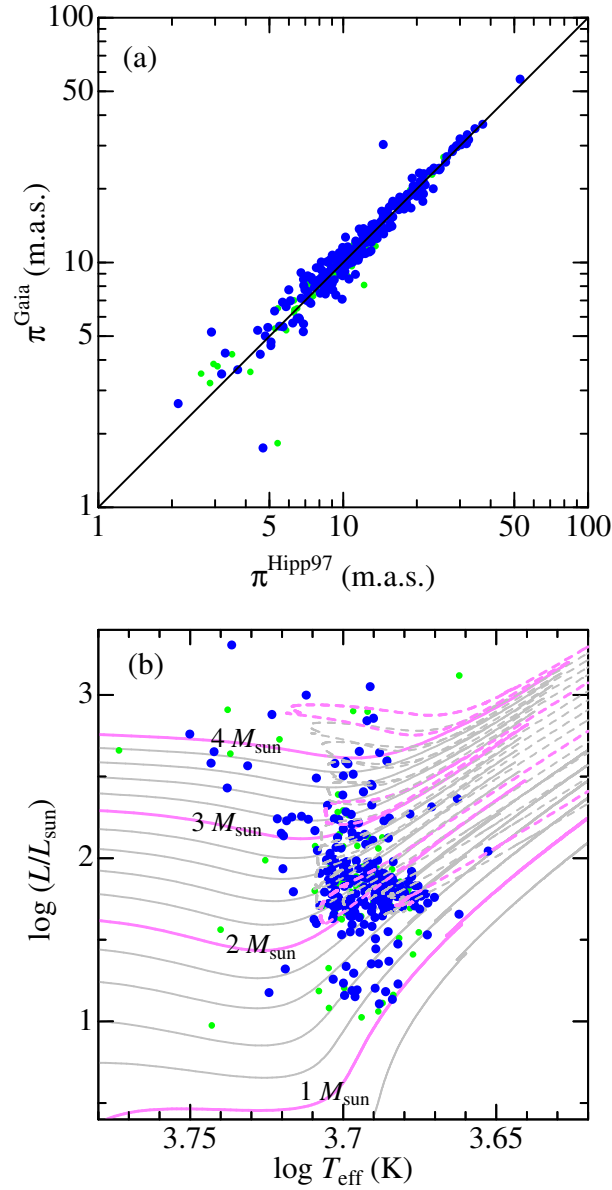 (a)
100
50
10
5
1
π^Gaia (m.a.s.)
1 5 10 50 100
π^Hipp97 (m.a.s.)
(b)
3
2
1
log (L/L_sun)
4 M_sun
3 M_sun
2 M_sun
1 M_sun
3.75 3.7 3.65
log T_eff (K)